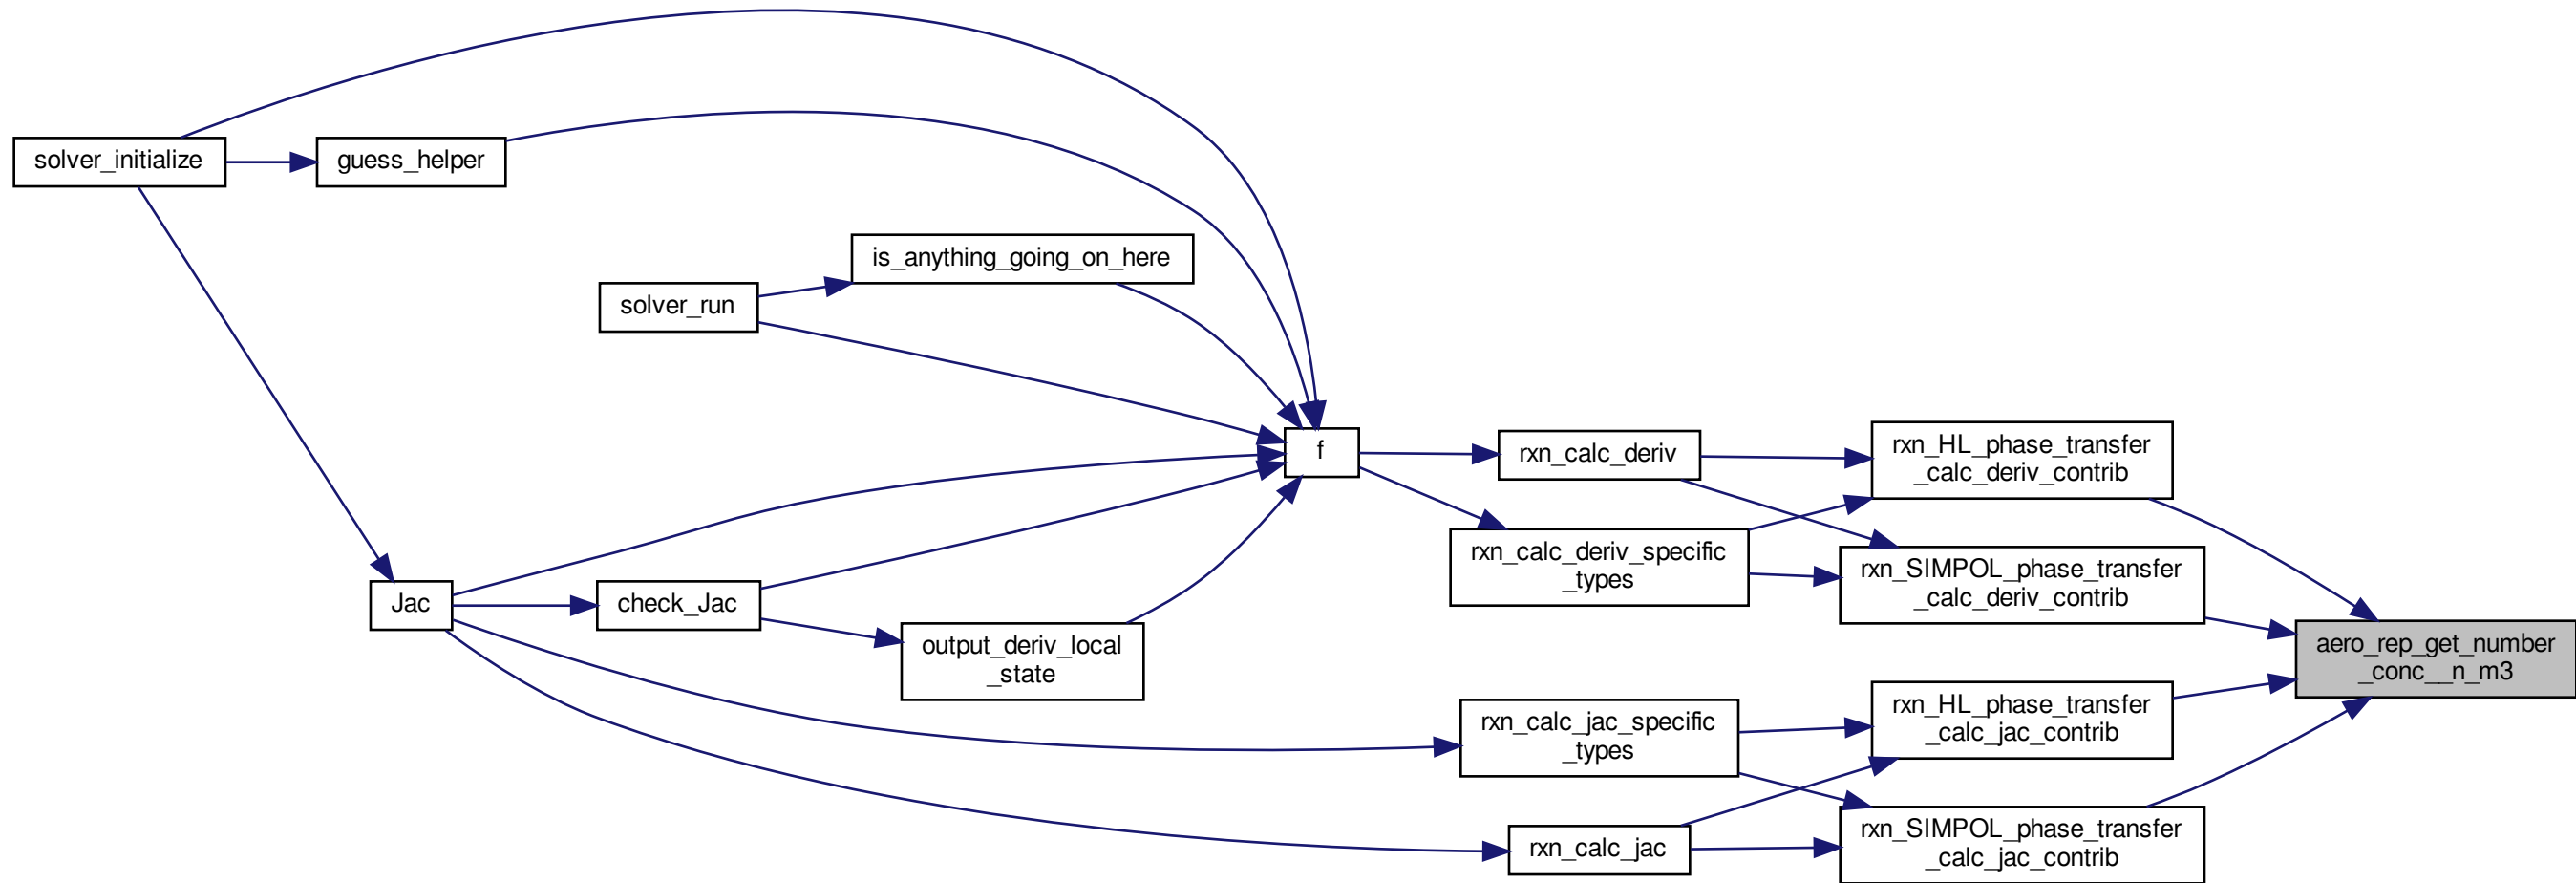 solver_initialize
guess_helper
is_anything_going_on_here
solver_run
f
rxn_calc_deriv
rxn_HL_phase_transfer
_calc_deriv_contrib
rxn_calc_deriv_specific
_types
rxn_SIMPOL_phase_transfer
_calc_deriv_contrib
Jac
check_Jac
output_deriv_local
_state
aero_rep_get_number
_conc__n_m3
rxn_calc_jac_specific
_types
rxn_HL_phase_transfer
_calc_jac_contrib
rxn_calc_jac
rxn_SIMPOL_phase_transfer
_calc_jac_contrib